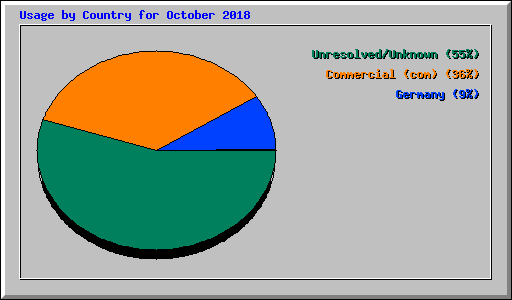 Usage by Country for October 2018
Unresolved/Unknown (55%)
Commercial (com) (36%)
Germany (9%)